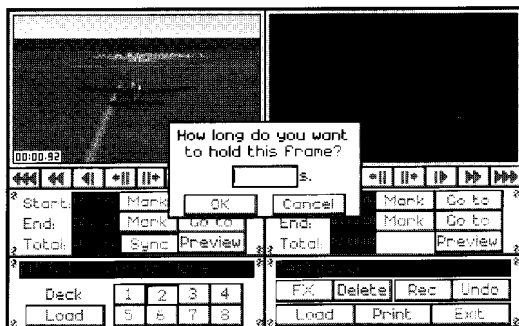 00:00.92
How long do you want
to hold this frame?
s.
OK Cancel
Start: Mark Mark Go to
End: Mark Go to End: Mark Go to
Total: Sync Preview Total: Preview
Deck 1 2 3 4
Load 5 6 7 8
FX Delete Rec Undo
Load Print Exit